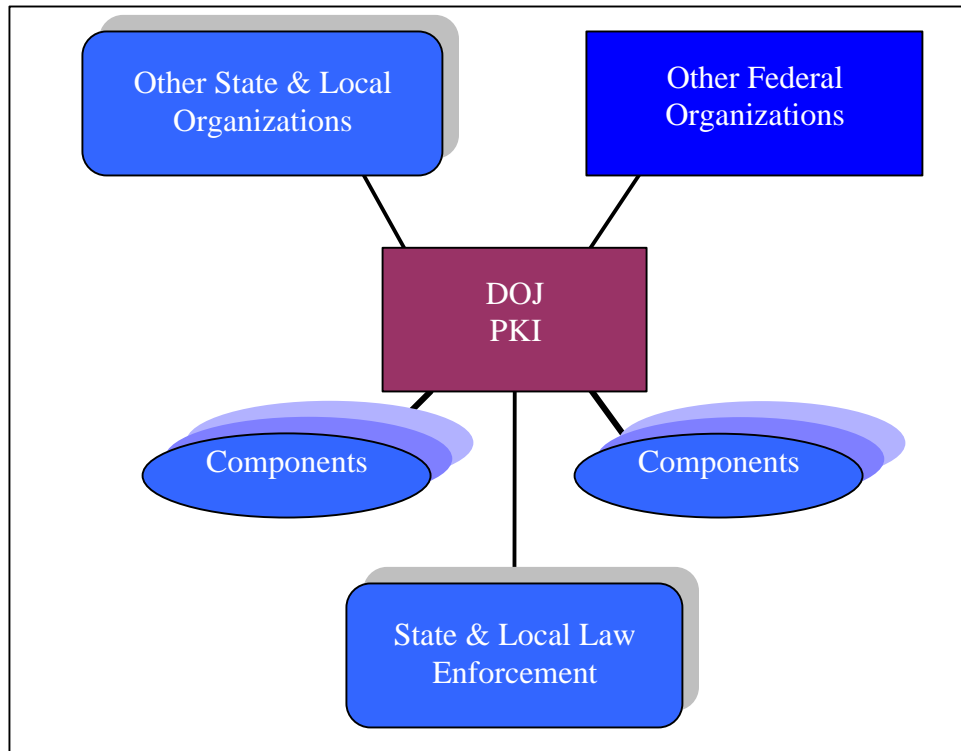 Other State & Local
Organizations
Other Federal
Organizations
DOJ
PKI
Components
Components
State & Local Law
Enforcement